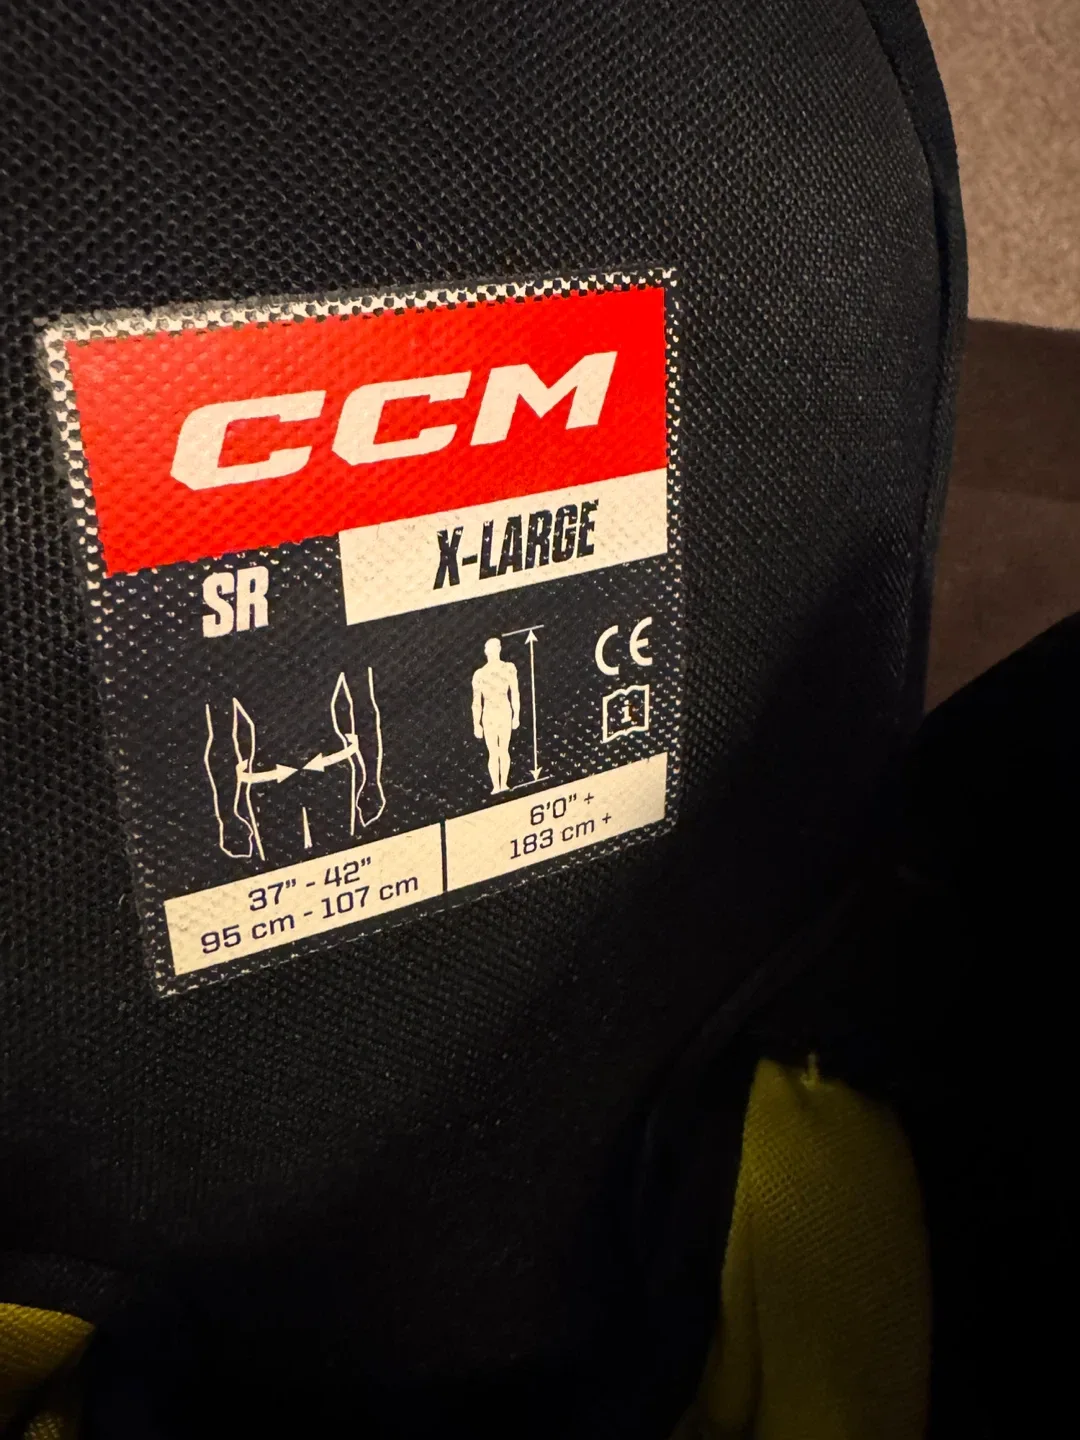 CCM
X-LARGE
SR
CE
i
37" - 42"
95 cm - 107 cm
6'0" +
183 cm +